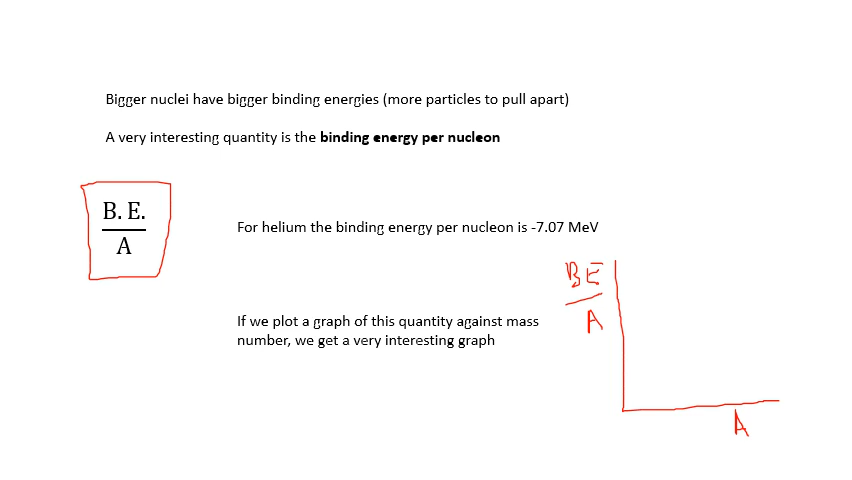 Bigger nuclei have bigger binding energies (more particles to pull apart)
A very interesting quantity is the binding energy per nucleon
B. E.
A
For helium the binding energy per nucleon is -7.07 MeV
If we plot a graph of this quantity against mass
number, we get a very interesting graph
BE
A
A